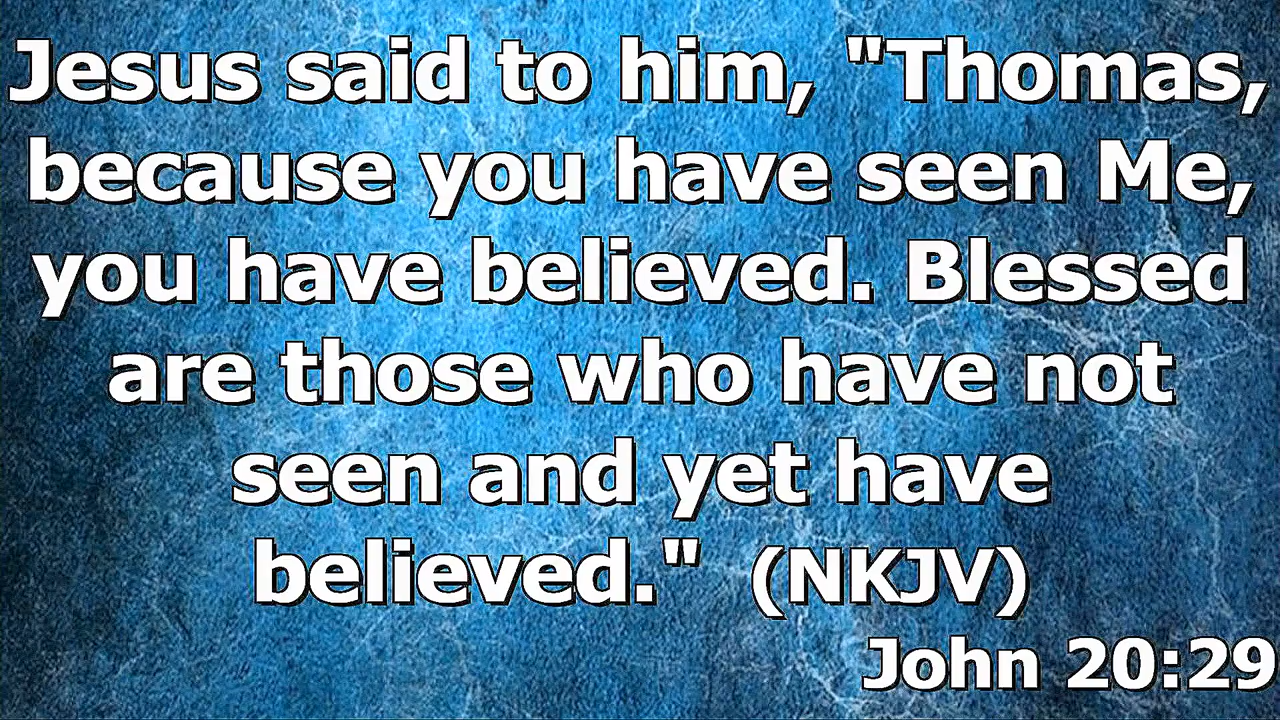 Jesus said to him, "Thomas,
because you have seen Me,
you have believed. Blessed
are those who have not
seen and yet have
believed." (NKJV)
John 20:29